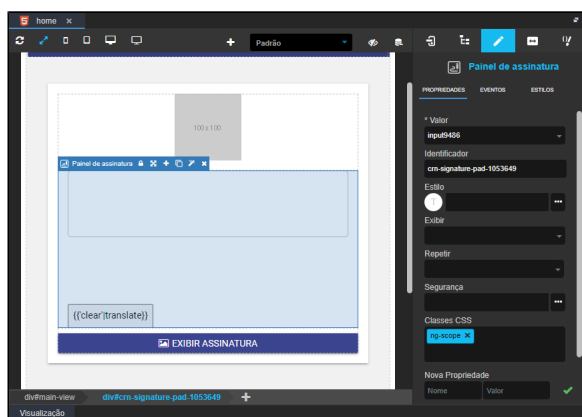 home ×
Padrão
Painel de assinatura
PROPRIEDADES EVENTOS ESTILOS
100 x 100
* Valor
input9486
Painel de assinatura
Identificador
crn-signature-pad-1053649
Estilo
T
Exibir
Repetir
Segurança
{{'clear'|translate}}
Classes CSS
ng-scope ×
EXIBIR ASSINATURA
Nova Propriedade
Nome Valor
div#main-view div#crn-signature-pad-1053649
Visualização